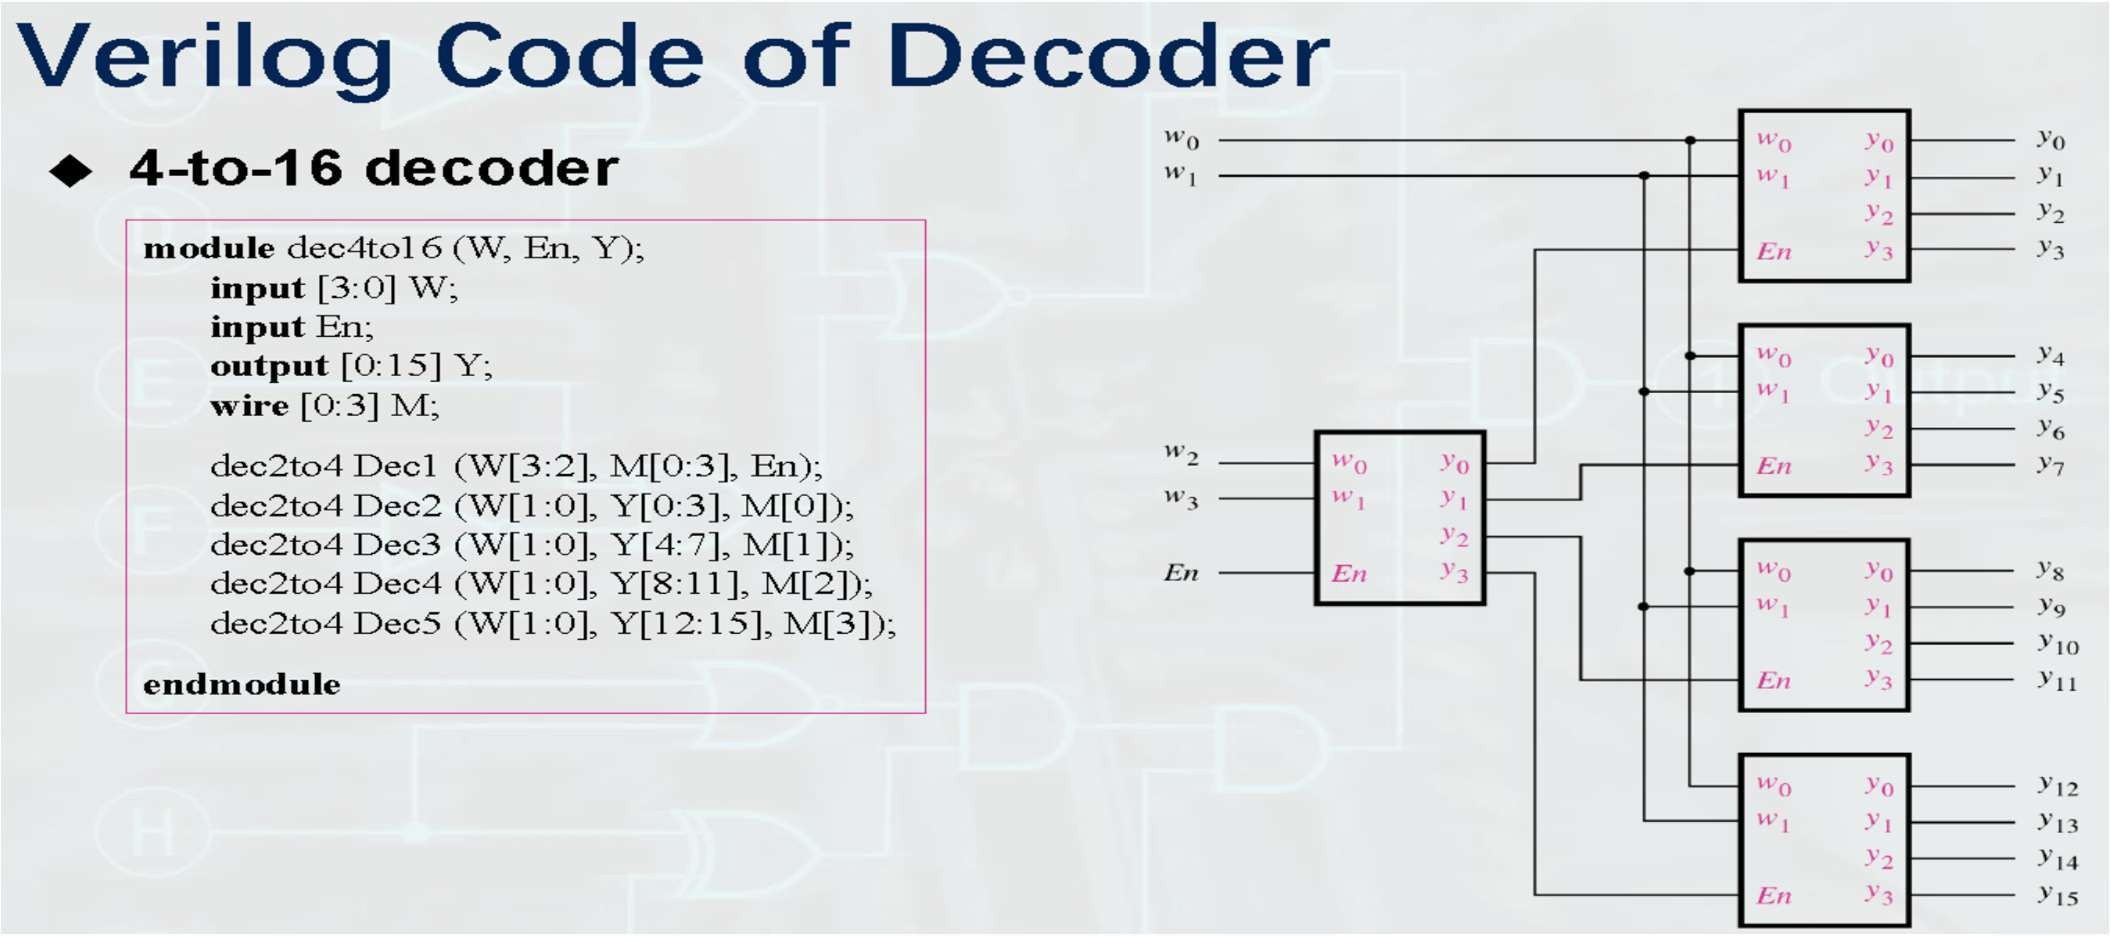 Verilog Code of Decoder
◆ 4-to-16 decoder
module dec4to16 (W, En, Y);
input [3:0] W;
input En;
output [0:15] Y;
wire [0:3] M;
dec2to4 Dec1 (W[3:2], M[0:3], En);
dec2to4 Dec2 (W[1:0], Y[0:3], M[0]);
dec2to4 Dec3 (W[1:0], Y[4:7], M[1]);
dec2to4 Dec4 (W[1:0], Y[8:11], M[2]);
dec2to4 Dec5 (W[1:0], Y[12:15], M[3]);
endmodule
w0 w0 y0 y0
w1 w1 y1 y1
y2 y2
En y3 y3
w0 y0 y4
w1 y1 y5
y2 y6
En y3 y7
w2 w0 y0
w3 w1 y1
y2
En En y3
w0 y0 y8
w1 y1 y9
y2 y10
En y3 y11
w0 y0 y12
w1 y1 y13
y2 y14
En y3 y15
D
E
F
G
H
1 Output